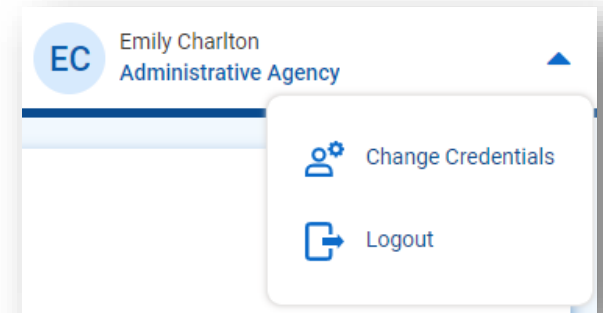 EC
Emily Charlton
Administrative Agency
Change Credentials
Logout